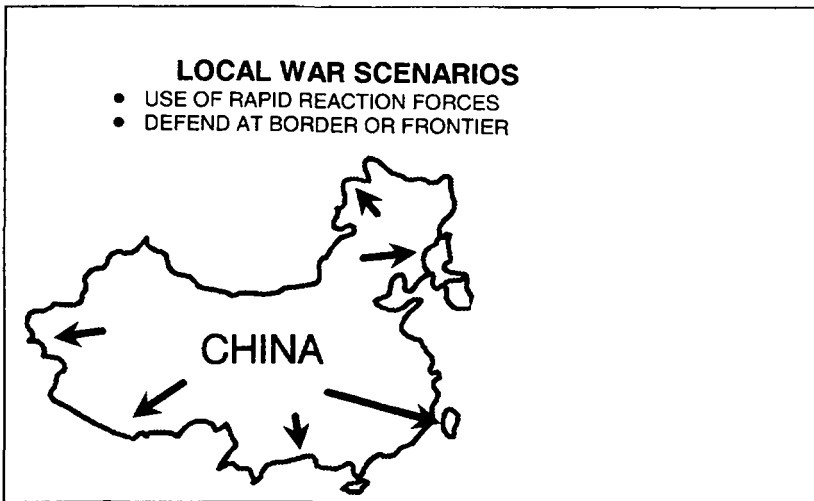 LOCAL WAR SCENARIOS
• USE OF RAPID REACTION FORCES
• DEFEND AT BORDER OR FRONTIER
CHINA